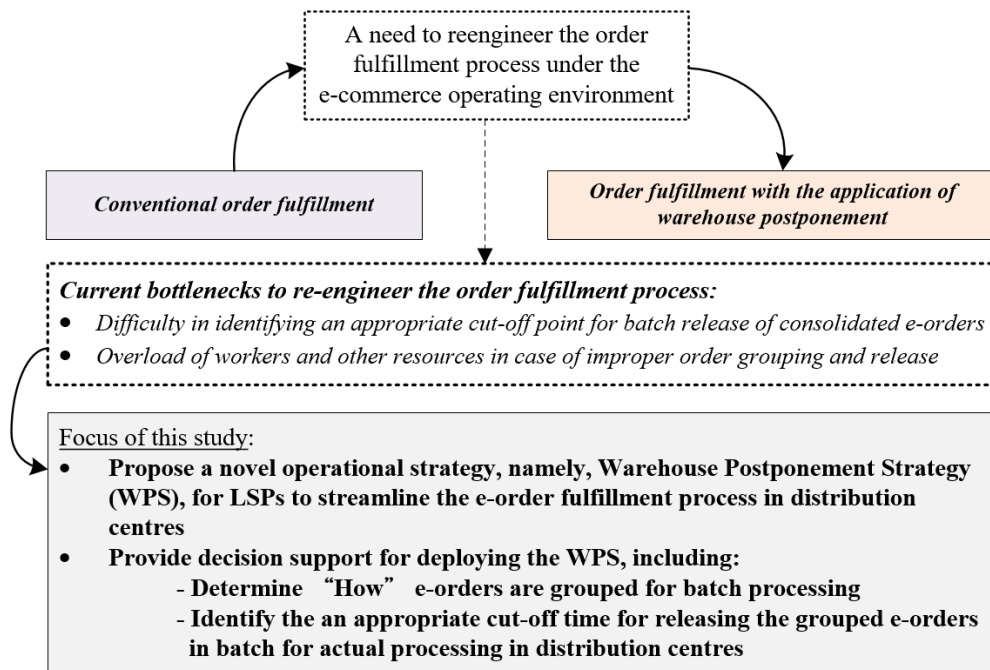 A need to reengineer the order
fulfillment process under the
e-commerce operating environment
Conventional order fulfillment
Order fulfillment with the application of
warehouse postponement
Current bottlenecks to re-engineer the order fulfillment process:
• Difficulty in identifying an appropriate cut-off point for batch release of consolidated e-orders
• Overload of workers and other resources in case of improper order grouping and release
Focus of this study:
• Propose a novel operational strategy, namely, Warehouse Postponement Strategy
(WPS), for LSPs to streamline the e-order fulfillment process in distribution
centres
• Provide decision support for deploying the WPS, including:
- Determine “How” e-orders are grouped for batch processing
- Identify the an appropriate cut-off time for releasing the grouped e-orders
in batch for actual processing in distribution centres